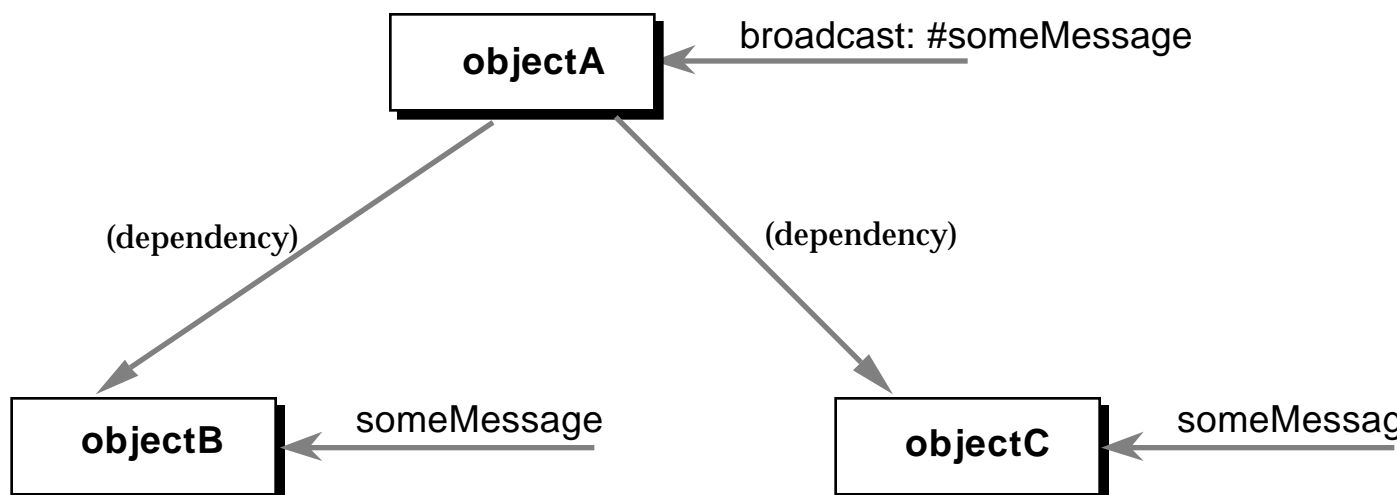 broadcast: #someMessage
objectA
(dependency)
(dependency)
objectB
someMessage
objectC
someMessag